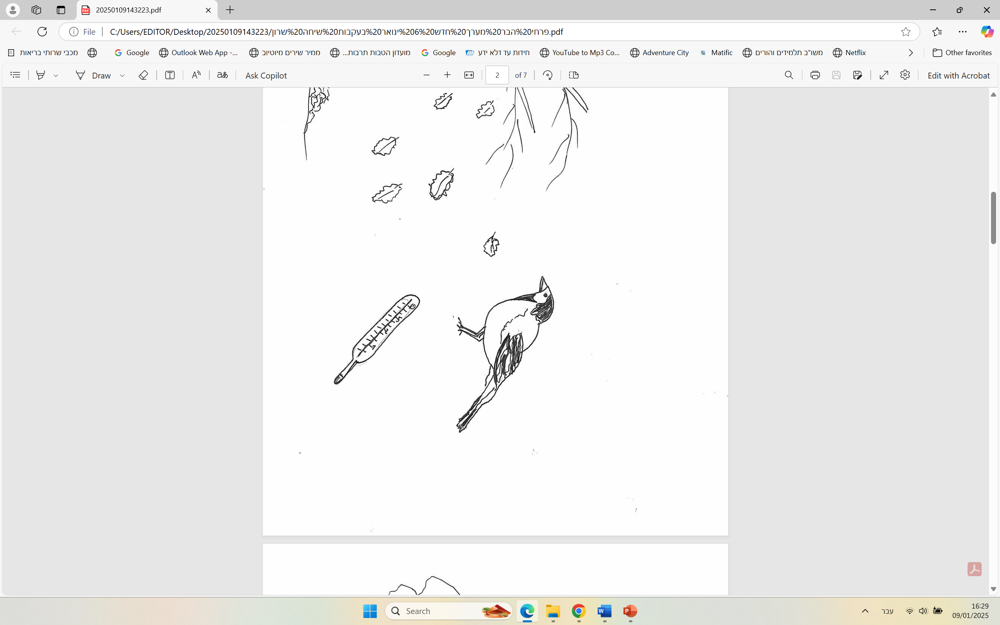 20250109143223.pdf
File
C:/Users/EDITOR/Desktop/20250109143223/פרחי%20הבר%20מערך%20חדש%206%20ינואר%20בעקבות%20שיחה%20שרון.pdf
מכבי שרותי בריאות
Google
Outlook Web App -...
ממיר שירים מיוטיוב
מועדון הטבות תרבות...
Google
חידות עד דלא ידע
YouTube to Mp3 Co...
Adventure City
Matific
משו"ב תלמידים והורים
Netflix
Other favorites
Draw
Ask Copilot
2 of 7
Edit with Acrobat
Search
עבר
16:29
09/01/2025